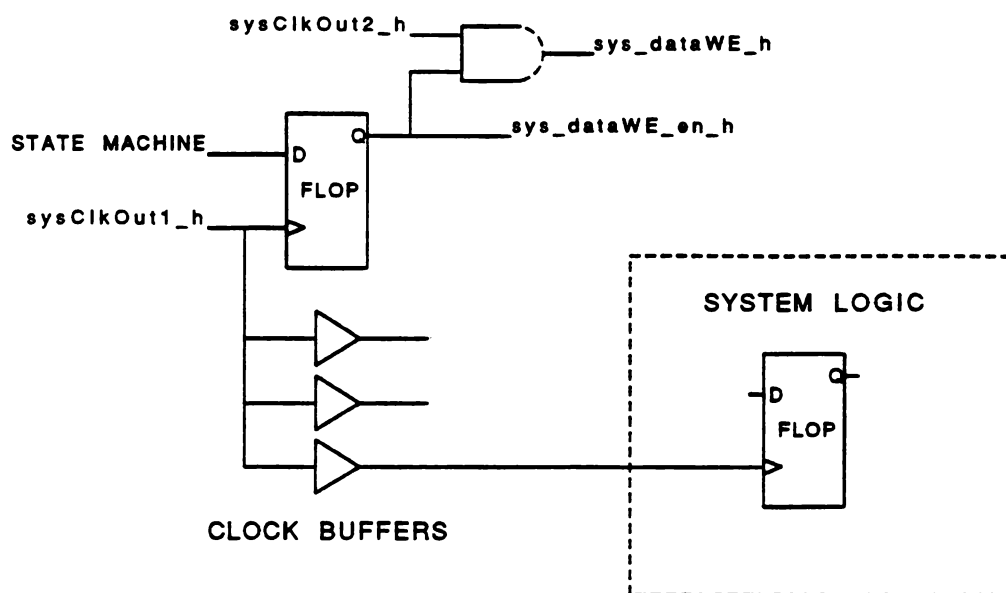 sysClkOut2_h
sys_dataWE_h
Q
sys_dataWE_en_h
STATE MACHINE
D
FLOP
sysClkOut1_h
SYSTEM LOGIC
Q
D
FLOP
CLOCK BUFFERS